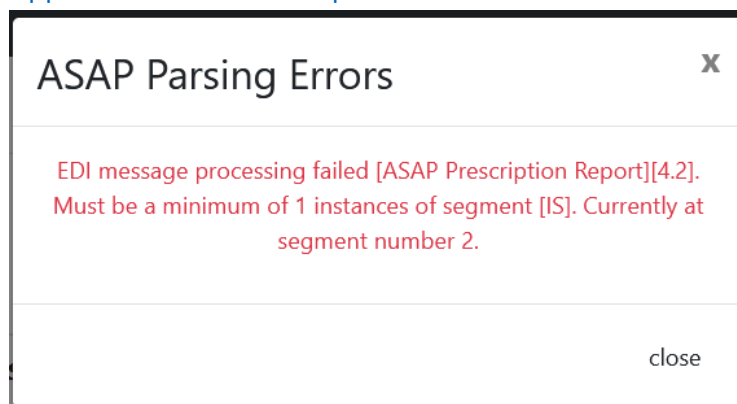 ASAP Parsing Errors
x
EDI message processing failed [ASAP Prescription Report][4.2].
Must be a minimum of 1 instances of segment [IS]. Currently at
segment number 2.
close